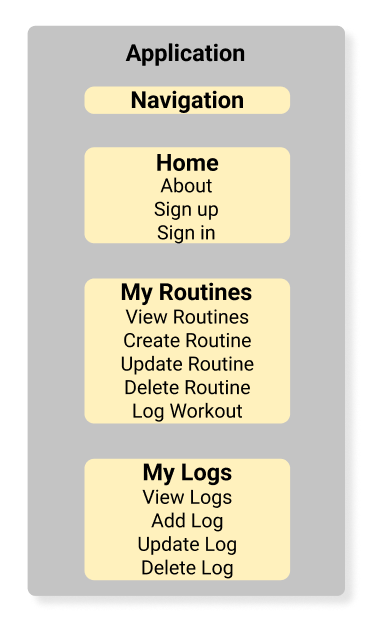 Application
Navigation
Home
About
Sign up
Sign in
My Routines
View Routines
Create Routine
Update Routine
Delete Routine
Log Workout
My Logs
View Logs
Add Log
Update Log
Delete Log